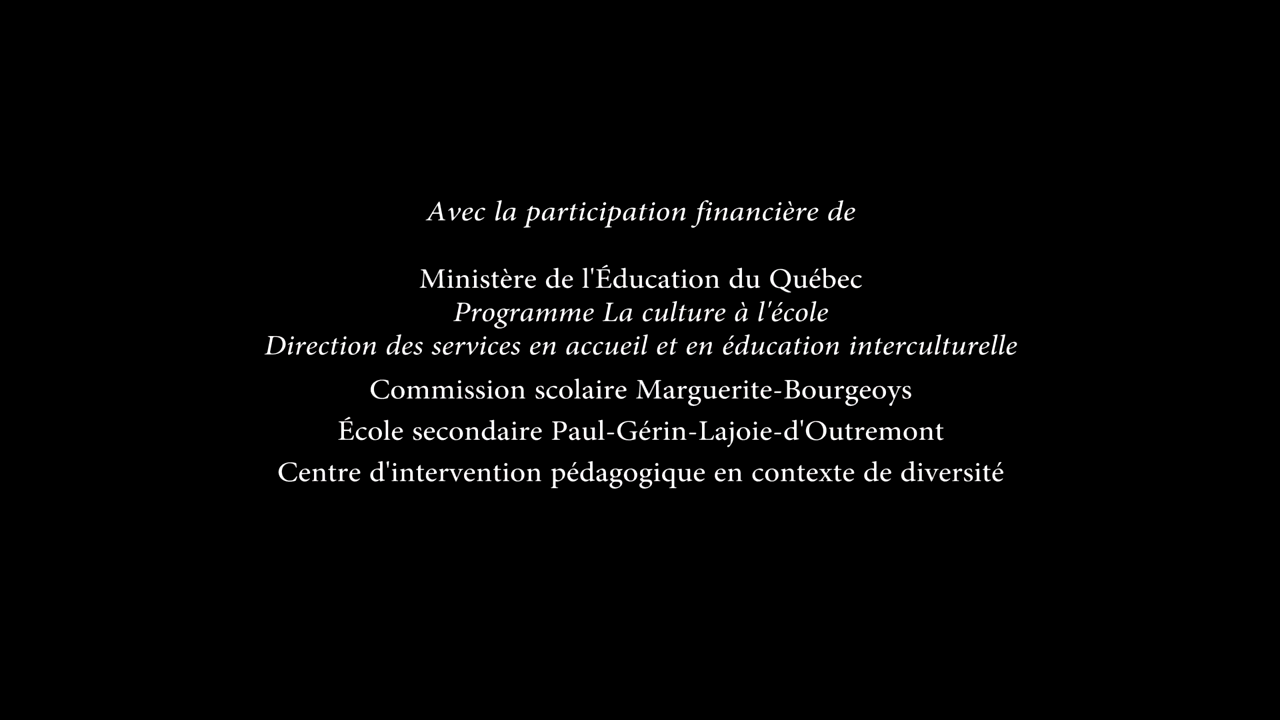 Avec la participation financière de
Ministère de l'Éducation du Québec
Programme La culture à l'école
Direction des services en accueil et en éducation interculturelle
Commission scolaire Marguerite-Bourgeoys
École secondaire Paul-Gérin-Lajoie-d'Outremont
Centre d'intervention pédagogique en contexte de diversité